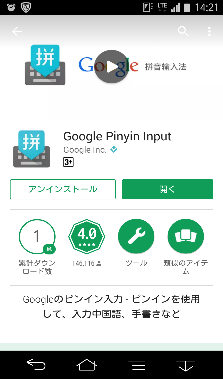 14:21
拼 Google 拼音输入法
拼
Google Pinyin Input
Google Inc.
3+
アンインストール
開く
1
億
4.0
累計ダウン
ロード数
146,116
ツール
類似のアイテ
ム
Googleのピンイン入力 - ピンインを使用
して、入力中国語、手書きなど